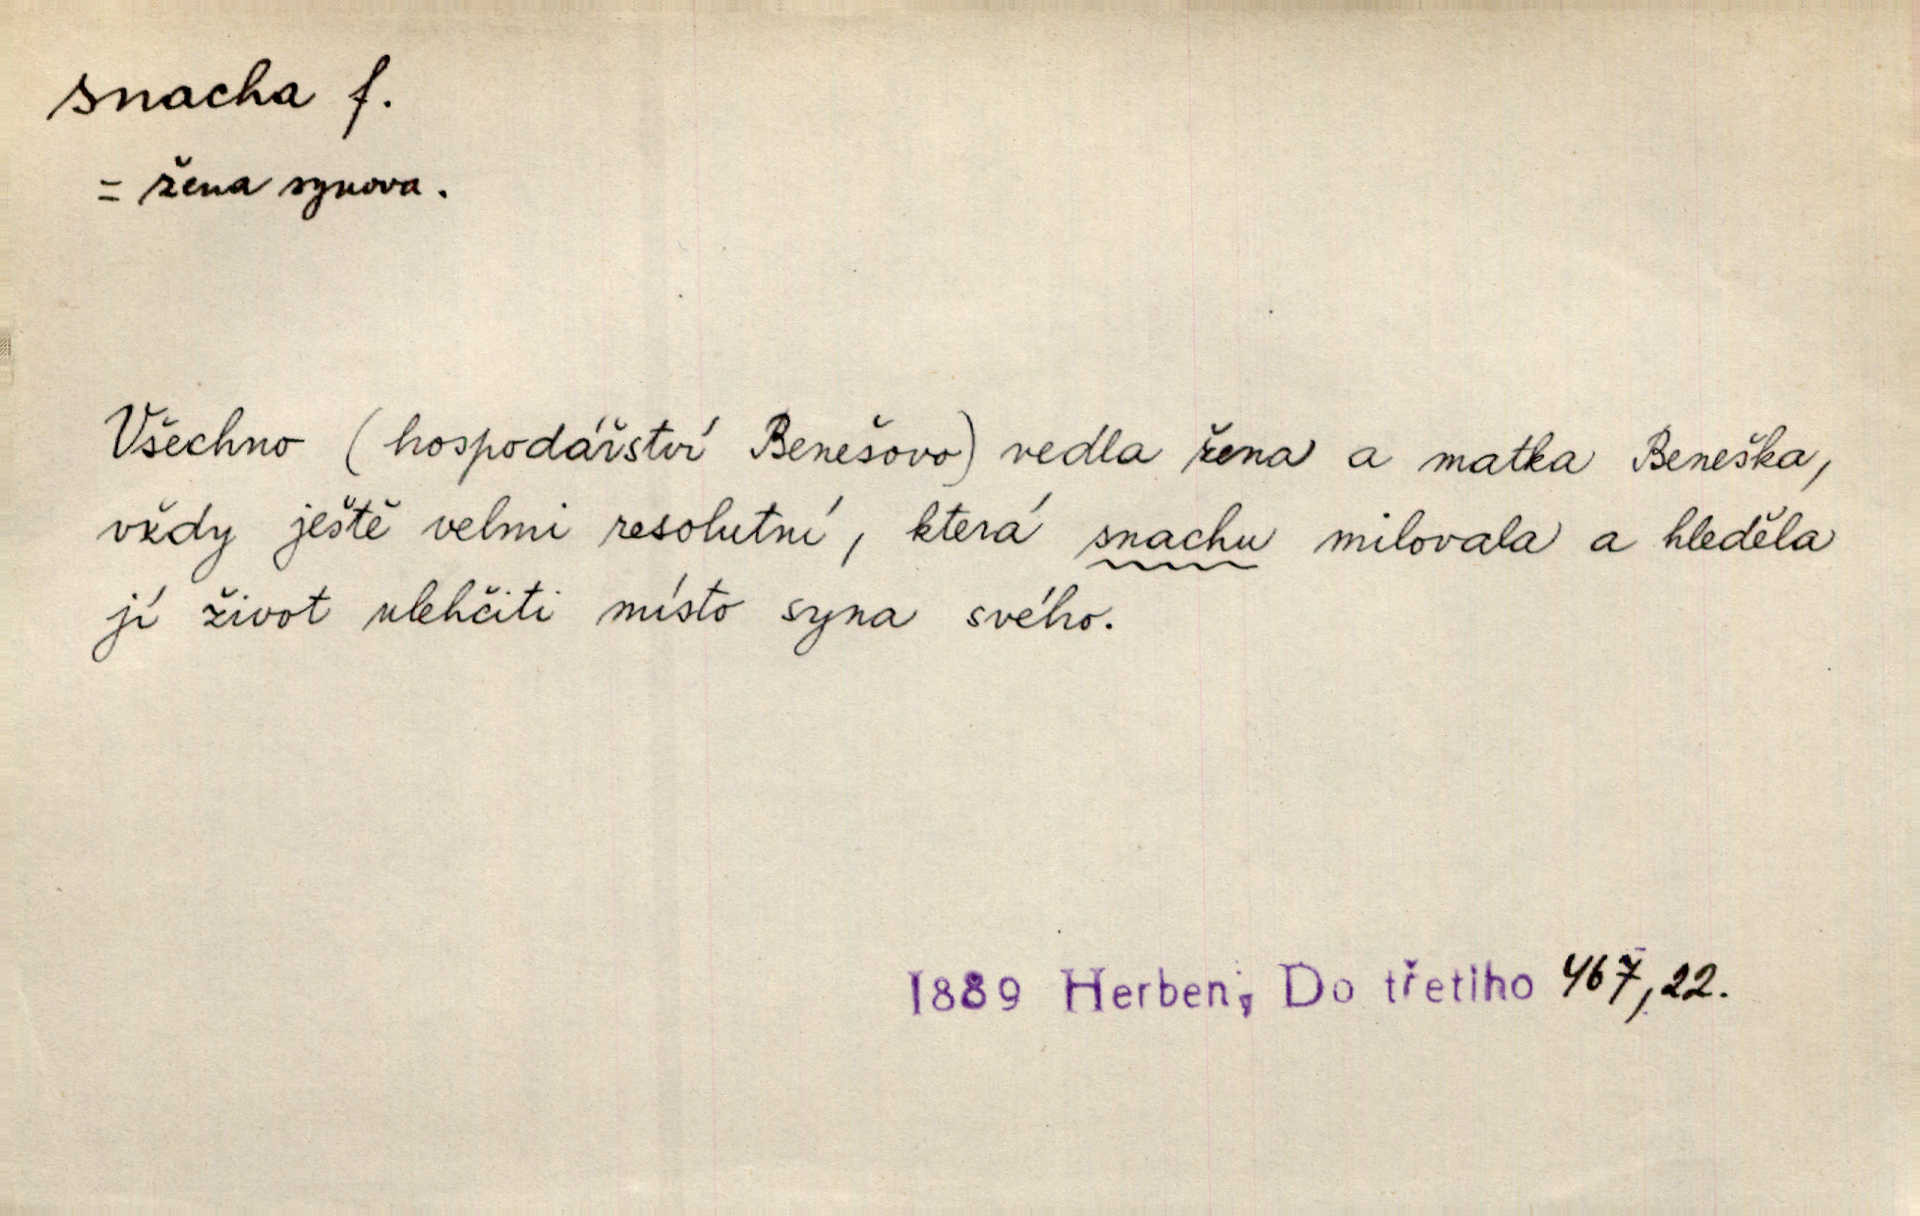 snacha f.
= žena synova.
Všechno (hospodářství Benešovo) vedla žena a matka Beneška,
vždy ještě velmi resolutní, která snachu milovala a hleděla
jí život ulehčiti místo syna svého.
1889 Herben, Do třetího 467,22.